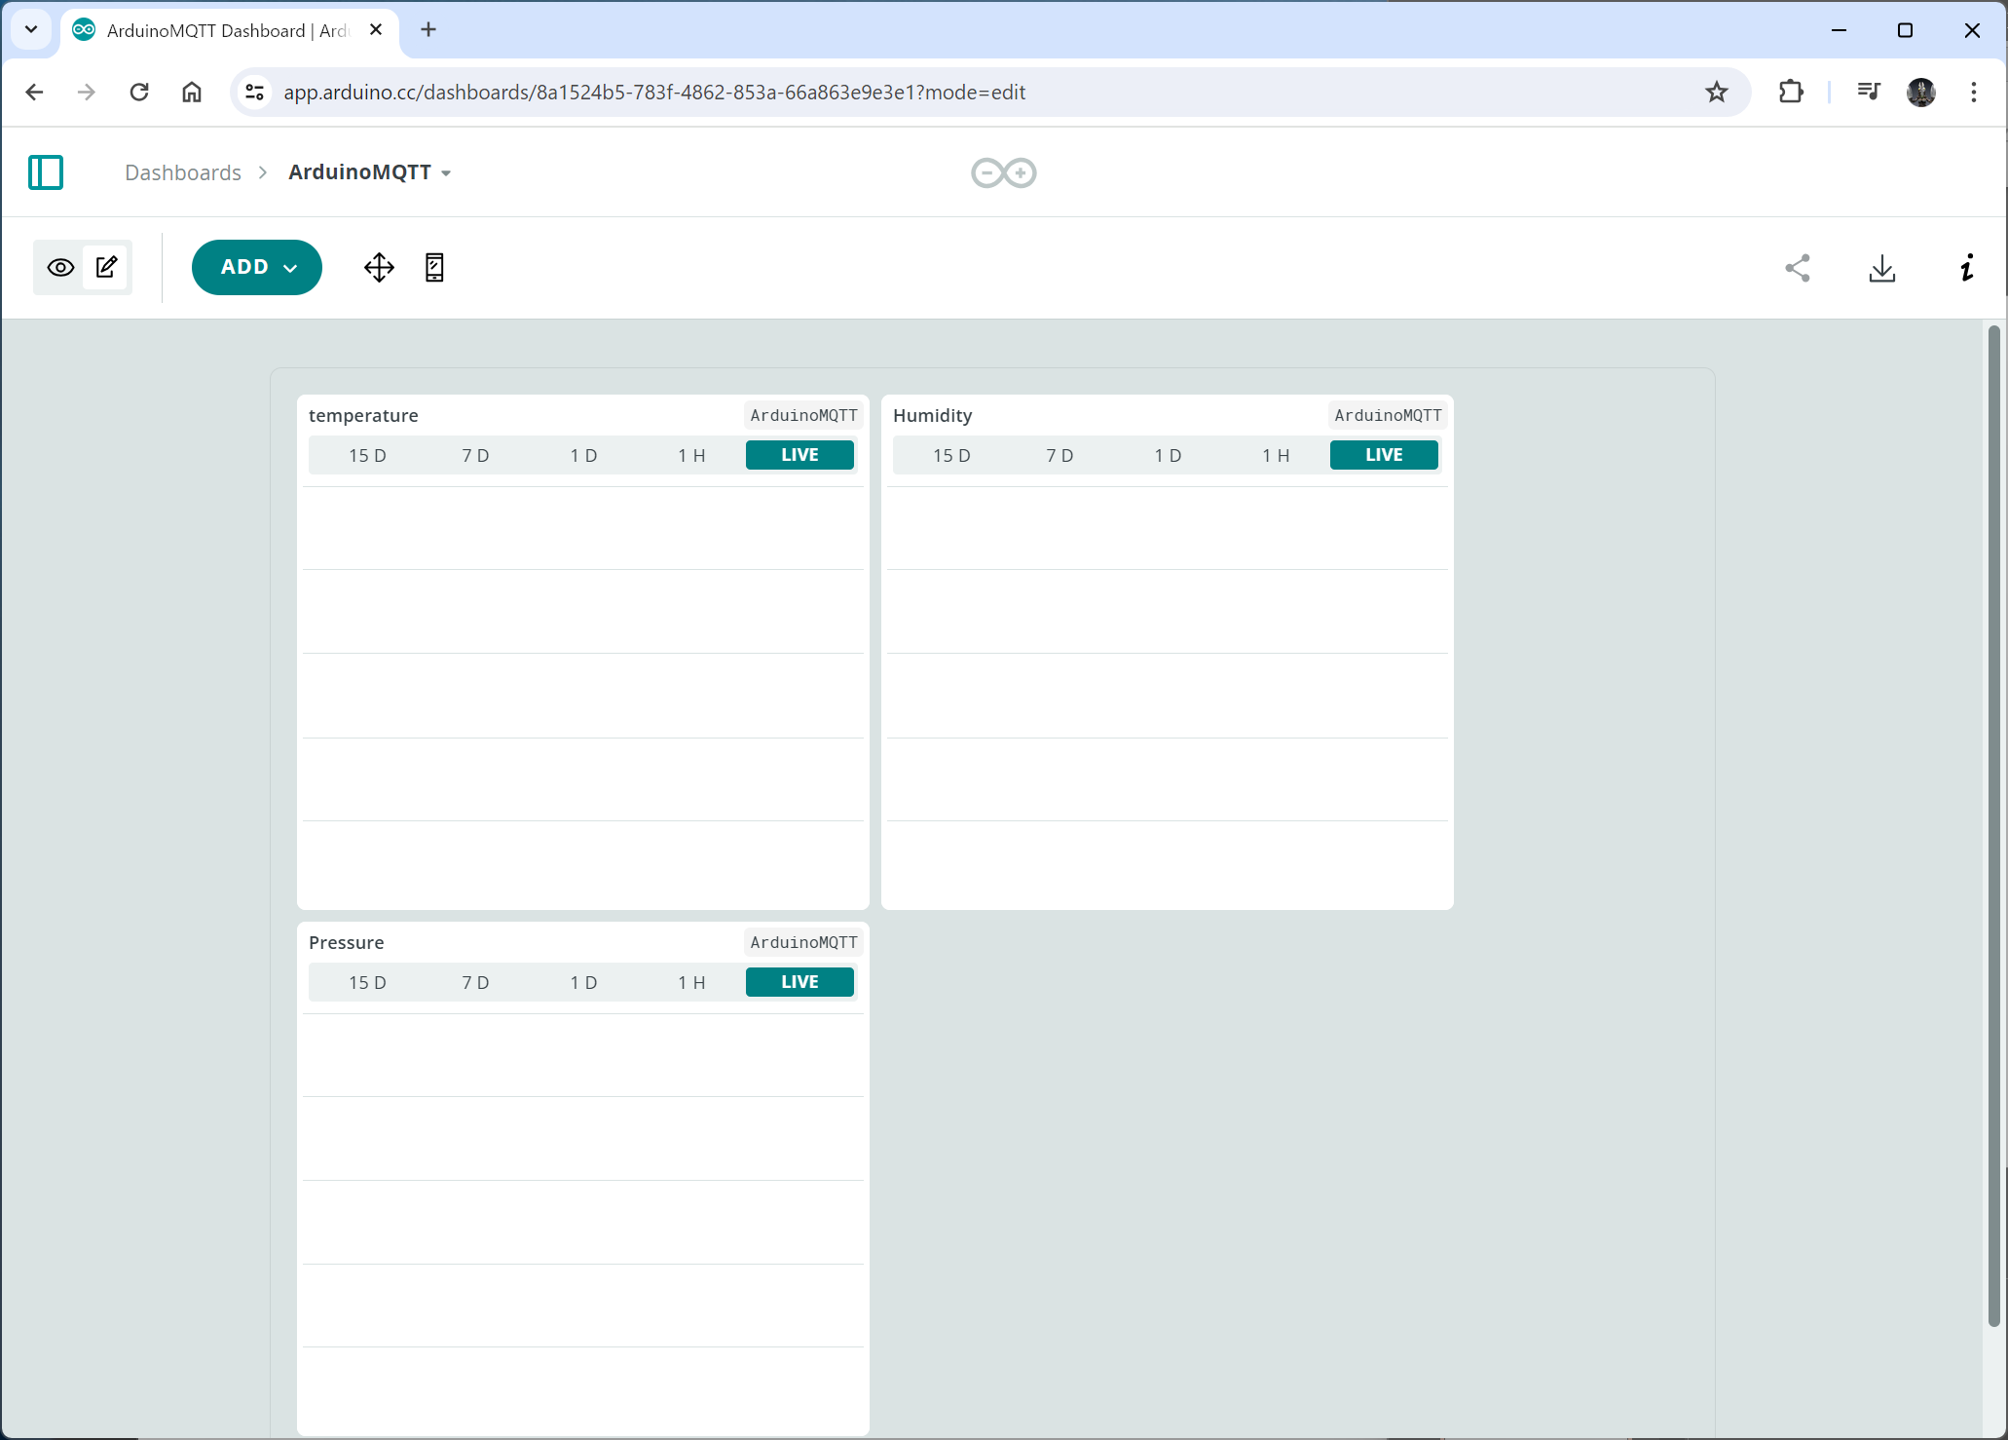 ArduinoMQTT Dashboard | Ard
app.arduino.cc/dashboards/8a1524b5-783f-4862-853a-66a863e9e3e1?mode=edit
Dashboards > ArduinoMQTT
ADD
temperature ArduinoMQTT
15 D 7 D 1 D 1 H LIVE
Humidity ArduinoMQTT
15 D 7 D 1 D 1 H LIVE
Pressure ArduinoMQTT
15 D 7 D 1 D 1 H LIVE